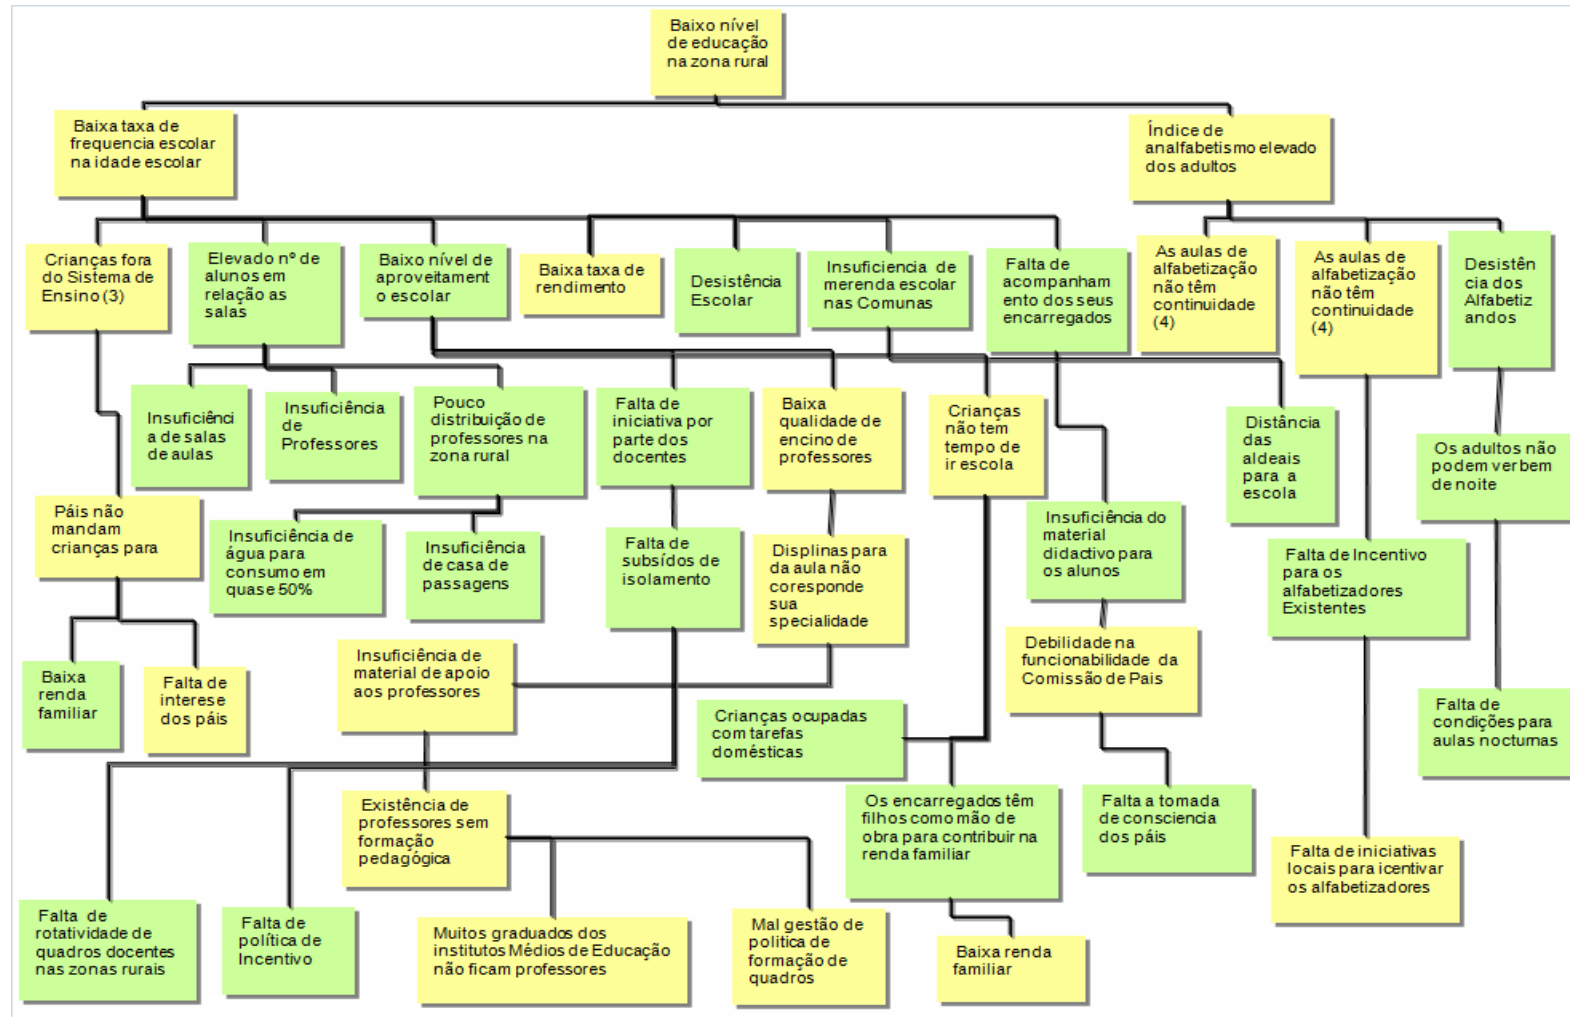 Baixo nível
de educação
na zona rural
Baixa taxa de
frequencia escolar
na idade escolar
Índice de
analfabetismo elevado
dos adultos
Crianças fora
do Sistema de
Ensino (3)
Elevado nº de
alunos em
relação as
salas
Baixo nível de
aproveitament
o escolar
Baixa taxa de
rendimento
Desistência
Escolar
Insuficiencia de
merenda escolar
nas Comunas
Falta de
acompanham
ento dos seus
encarregados
As aulas de
alfabetização
não têm
continuidade
(4)
As aulas de
alfabetização
não têm
continuidade
(4)
Desistên
cia dos
Alfabetiz
andos
Insuficiênci
a de salas
de aulas
Insuficiência
de
Professores
Pouco
distribuição de
professores na
zona rural
Falta de
iniciativa por
parte dos
docentes
Baixa
qualidade de
encino de
professores
Crianças
não tem
tempo de
ir escola
Distância
das
aldeais
para a
escola
Os adultos não
podem verbem
de noite
Páis não
mandam
crianças para
Insuficiência de
água para
consumo em
quase 50%
Insuficiência
de casa de
passagens
Falta de
subsídos de
isolamento
Displinas para
da aula não
coresponde
sua
specialidade
Insuficiência do
material
didactivo para
os alunos
Falta de Incentivo
para os
alfabetizadores
Existentes
Baixa
renda
familiar
Falta de
interese
dos páis
Insuficiência de
material de apoio
aos professores
Debilidade na
funcionabilidade da
Comissão de Pais
Crianças ocupadas
com tarefas
domésticas
Falta de
condições para
aulas nocturnas
Existência de
professores sem
formação
pedagógica
Os encarregados têm
filhos como mão de
obra para contribuir na
renda familiar
Falta a tomada
de consciencia
dos páis
Falta de iniciativas
locais para icentivar
os alfabetizadores
Falta de
rotatividade de
quadros docentes
nas zonas rurais
Falta de
política de
Incentivo
Muitos graduados dos
institutos Médios de Educação
não ficam professores
Mal gestão de
politica de
formação de
quadros
Baixa renda
familiar